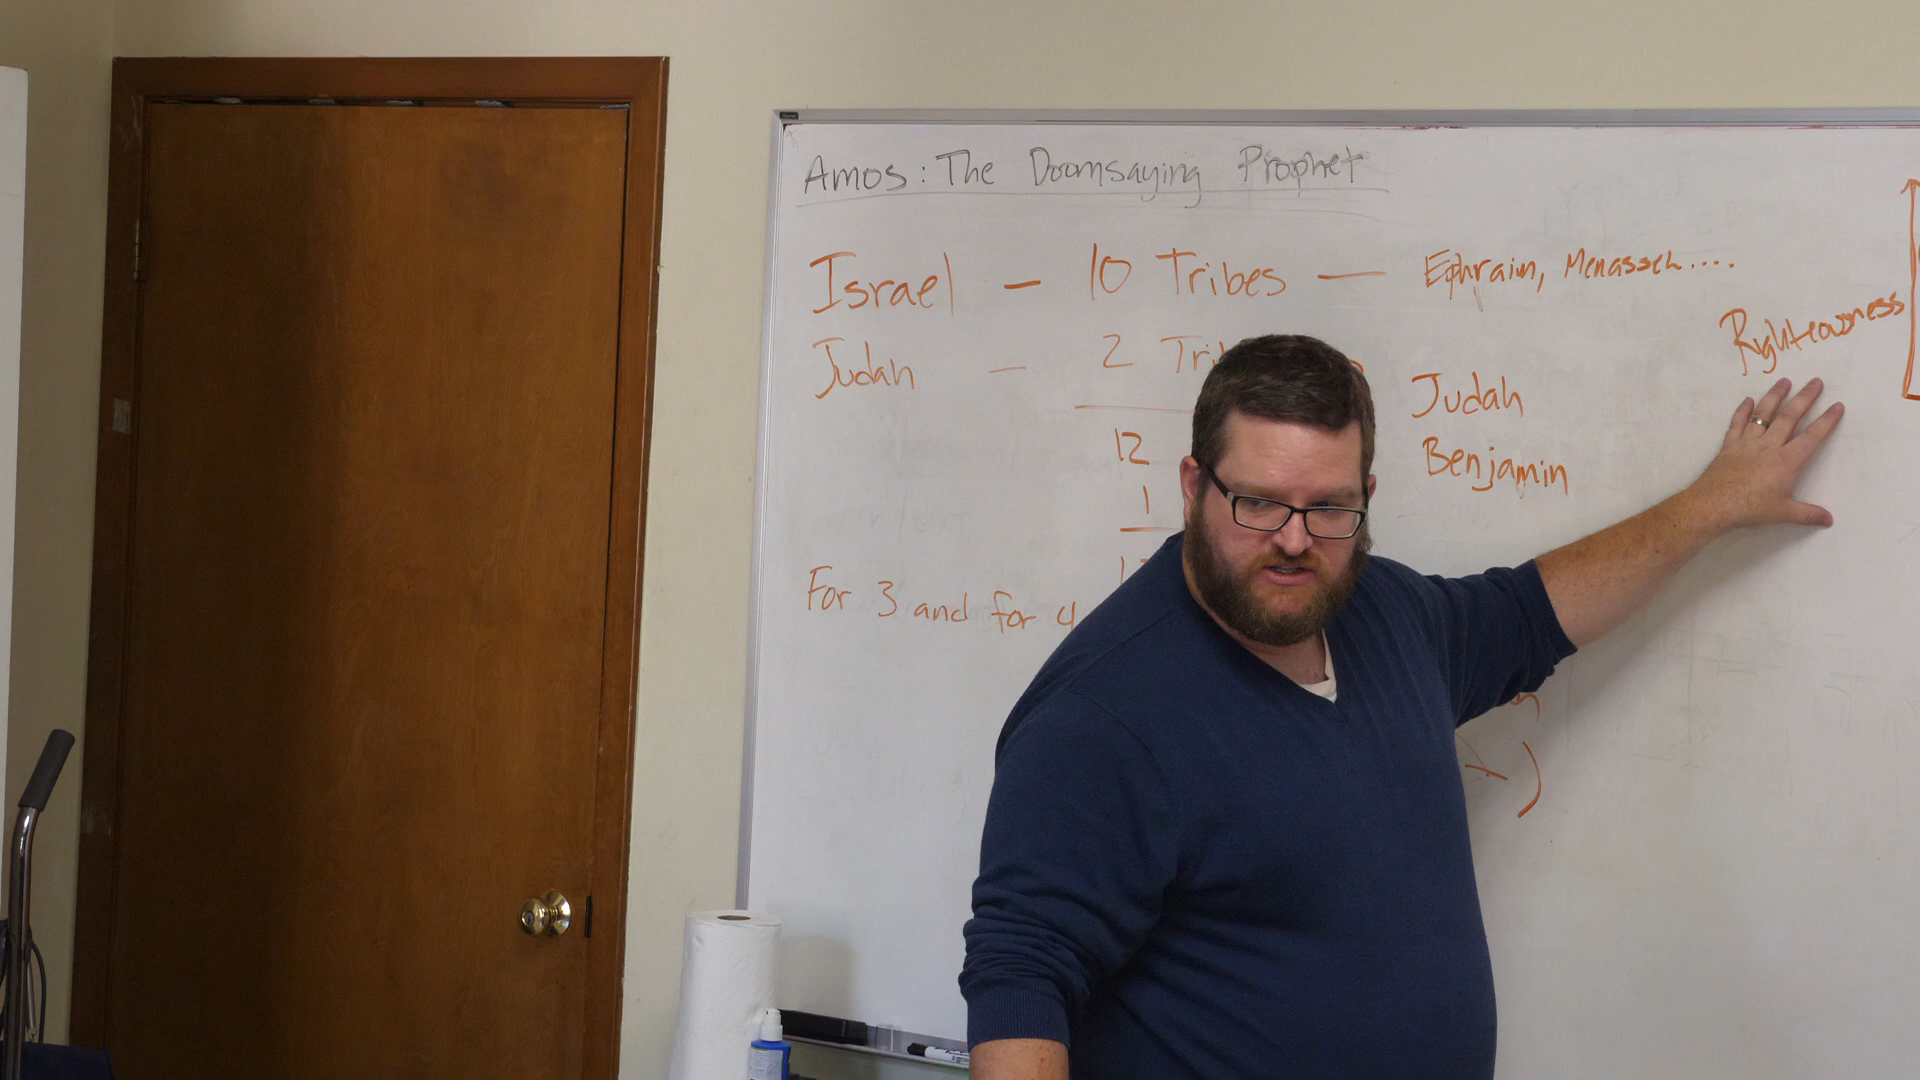 Amos: The Doomsaying Prophet
Israel — 10 Tribes — Ephraim, Menasseh....
Righteousness
Judah — 2
Judah
12
Benjamin
1
For 3 and for 4